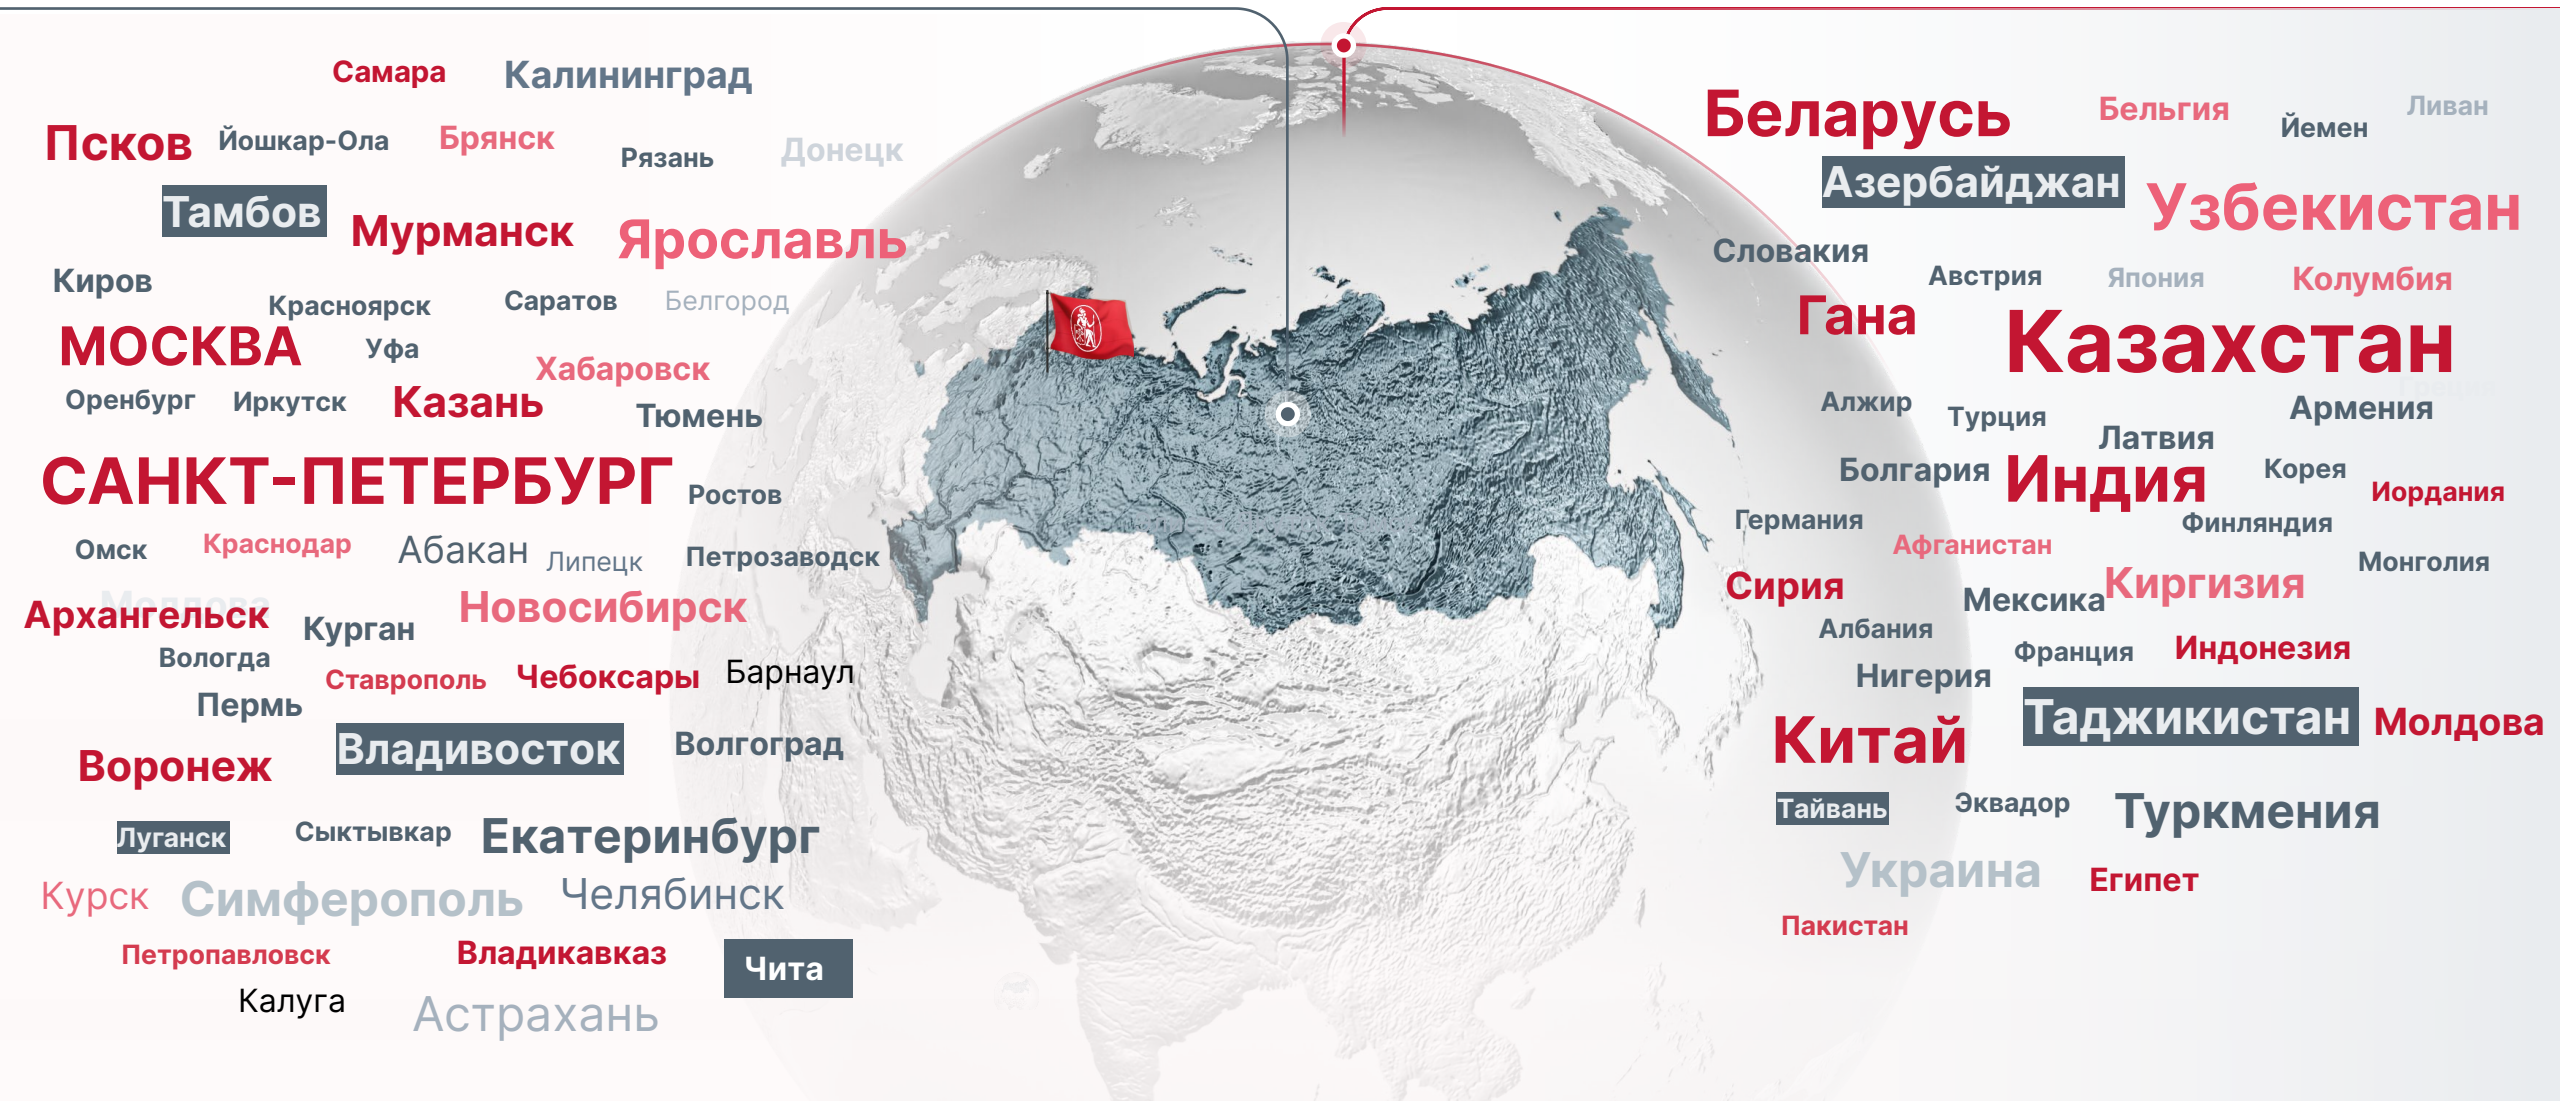 Самара
Калининград
Псков
Йошкар-Ола
Брянск
Рязань
Донецк
Тамбов
Мурманск
Ярославль
Киров
Красноярск
Саратов
Белгород
МОСКВА
Уфа
Хабаровск
Оренбург
Иркутск
Казань
Тюмень
САНКТ-ПЕТЕРБУРГ
Ростов
Омск
Краснодар
Абакан
Липецк
Петрозаводск
Молдова
Архангельск
Курган
Новосибирск
Вологда
Ставрополь
Чебоксары
Барнаул
Пермь
Владивосток
Волгоград
Воронеж
Луганск
Сыктывкар
Екатеринбург
Курск
Симферополь
Челябинск
Петропавловск
Владикавказ
Чита
Калуга
Астрахань
Беларусь
Бельгия
Йемен
Ливан
Азербайджан
Узбекистан
Словакия
Австрия
Япония
Колумбия
Гана
Казахстан
Греция
Алжир
Турция
Латвия
Армения
Болгария
Индия
Корея
Иордания
Германия
Финляндия
Афганистан
Монголия
Сирия
Мексика
Киргизия
Албания
Франция
Индонезия
Нигерия
Китай
Таджикистан
Молдова
Тайвань
Эквадор
Туркмения
Украина
Египет
Пакистан